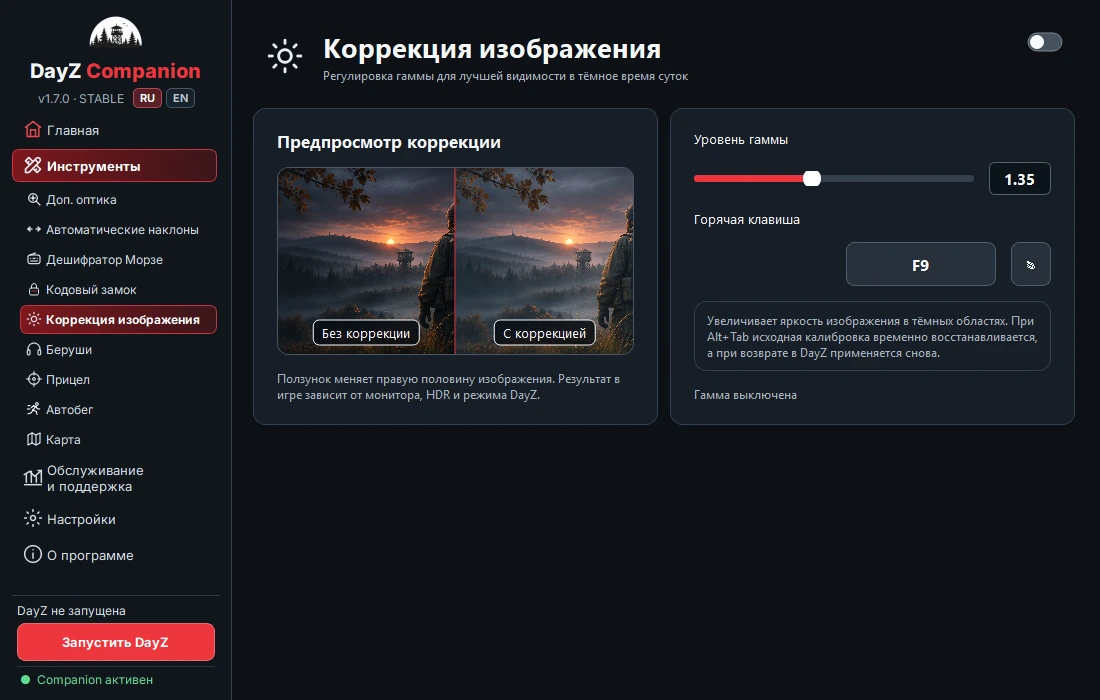 DayZ Companion
v1.7.0 · STABLE RU EN
Главная
Инструменты
Доп. оптика
Автоматические наклоны
Дешифратор Морзе
Кодовый замок
Коррекция изображения
Беруши
Прицел
Автобег
Карта
Обслуживание
и поддержка
Настройки
О программе
DayZ не запущена
Запустить DayZ
Companion активен
Коррекция изображения
Регулировка гаммы для лучшей видимости в тёмное время суток
Предпросмотр коррекции
Без коррекции
С коррекцией
Ползунок меняет правую половину изображения. Результат в
игре зависит от монитора, HDR и режима DayZ.
Уровень гаммы
1.35
Горячая клавиша
F9
Увеличивает яркость изображения в тёмных областях. При
Alt+Tab исходная калибровка временно восстанавливается,
а при возврате в DayZ применяется снова.
Гамма выключена